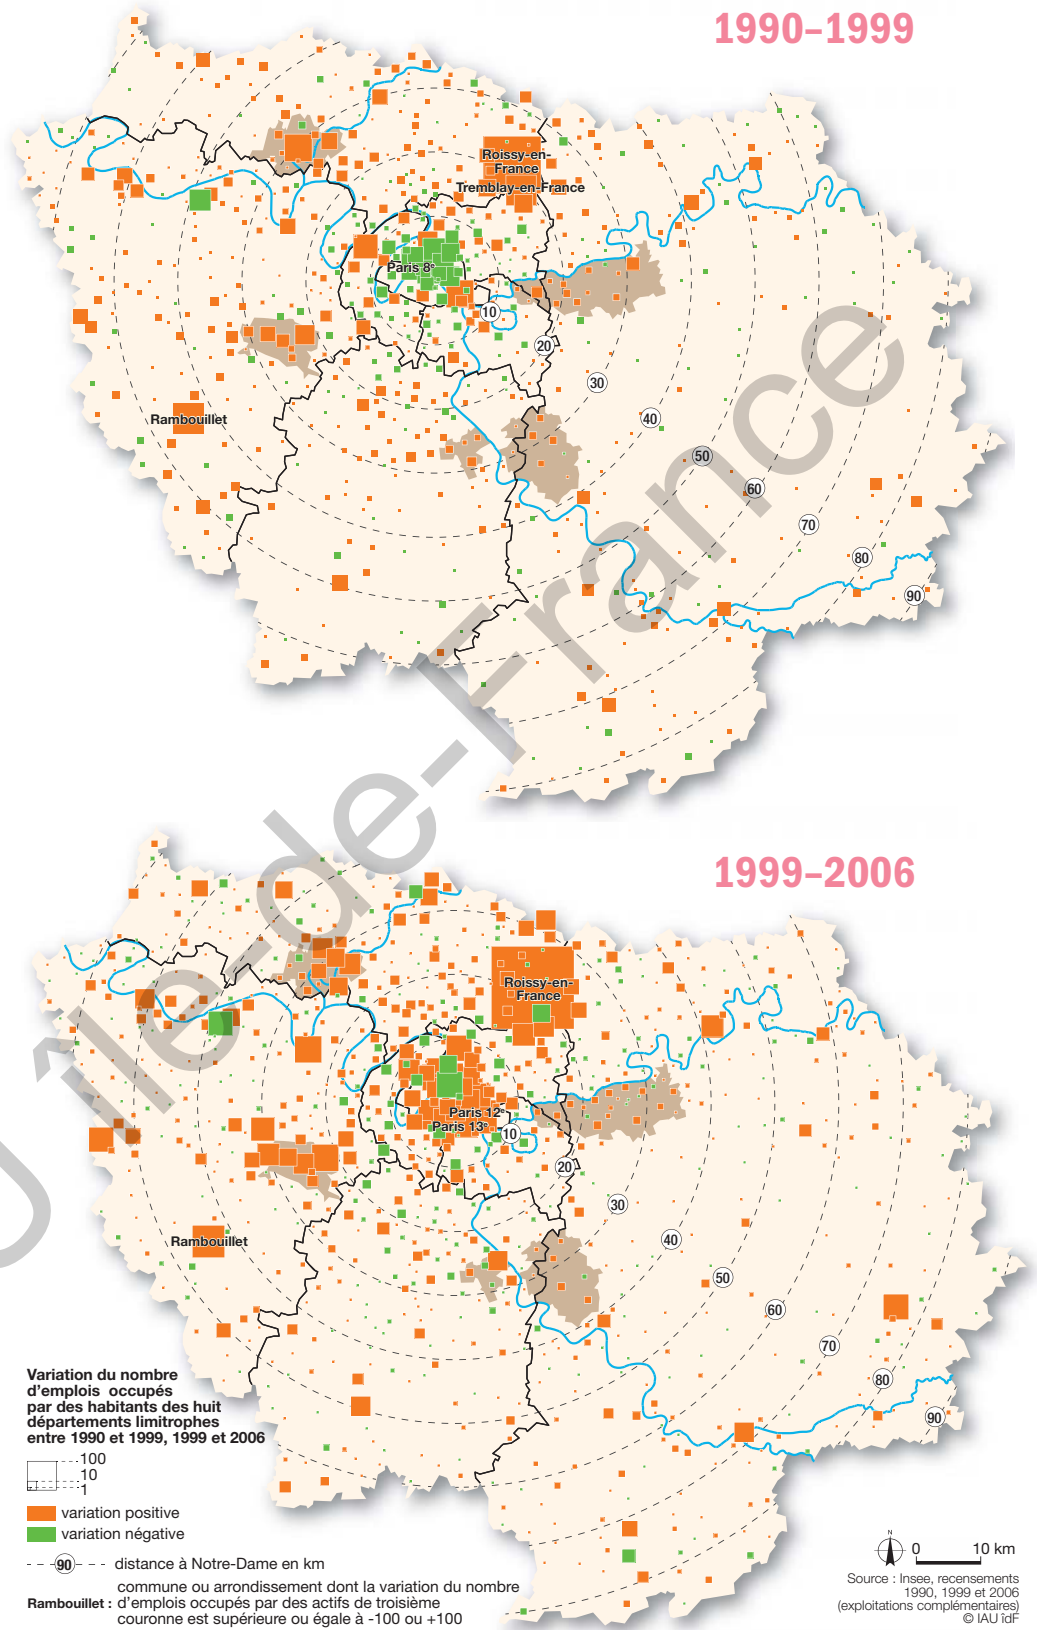 1990–1999
Roissy-en-
France
Tremblay-en-France
Paris 8e
10
20
30
40
50
60
70
80
90
Rambouillet
Île-de-France
1999–2006
Roissy-en-
France
Paris 12e
Paris 13e
10
20
30
40
50
60
70
80
90
Rambouillet
Variation du nombre
d'emplois occupés
par des habitants des huit
départements limitrophes
entre 1990 et 1999, 1999 et 2006
100
10
1
variation positive
variation négative
90 distance à Notre-Dame en km
commune ou arrondissement dont la variation du nombre
Rambouillet : d'emplois occupés par des actifs de troisième
couronne est supérieure ou égale à -100 ou +100
N
0 10 km
Source : Insee, recensements
1990, 1999 et 2006
(exploitations complémentaires)
© IAU îdF